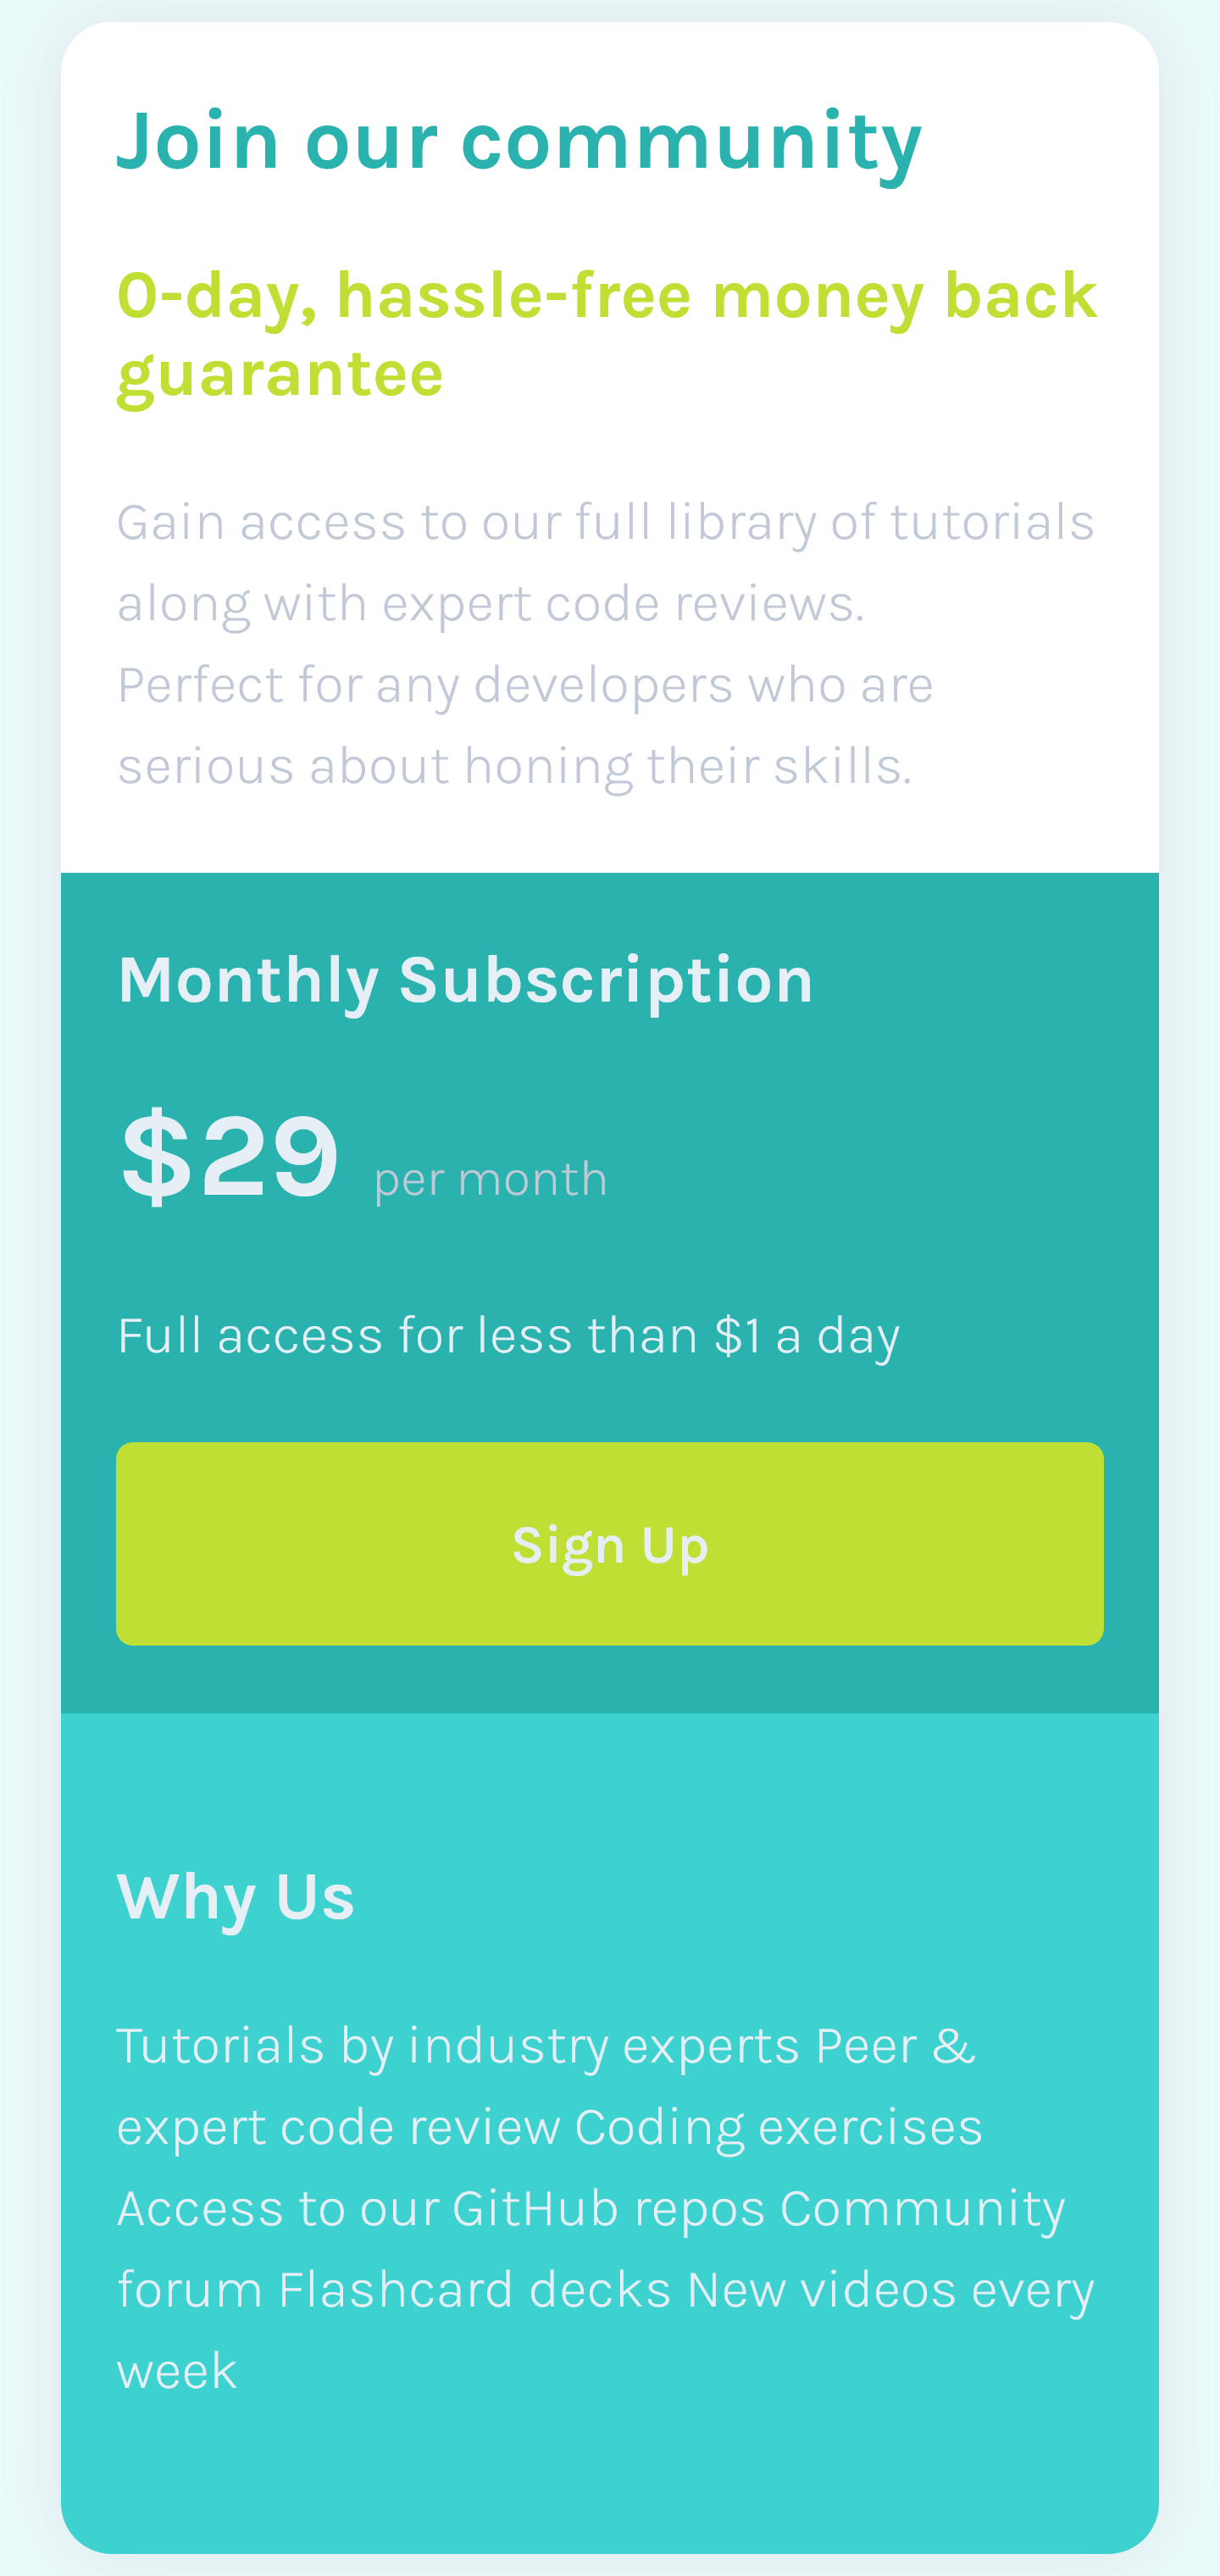 Join our community
0-day, hassle-free money back
guarantee
Gain access to our full library of tutorials
along with expert code reviews.
Perfect for any developers who are
serious about honing their skills.
Monthly Subscription
$29 per month
Full access for less than $1 a day
Sign Up
Why Us
Tutorials by industry experts Peer &
expert code review Coding exercises
Access to our GitHub repos Community
forum Flashcard decks New videos every
week